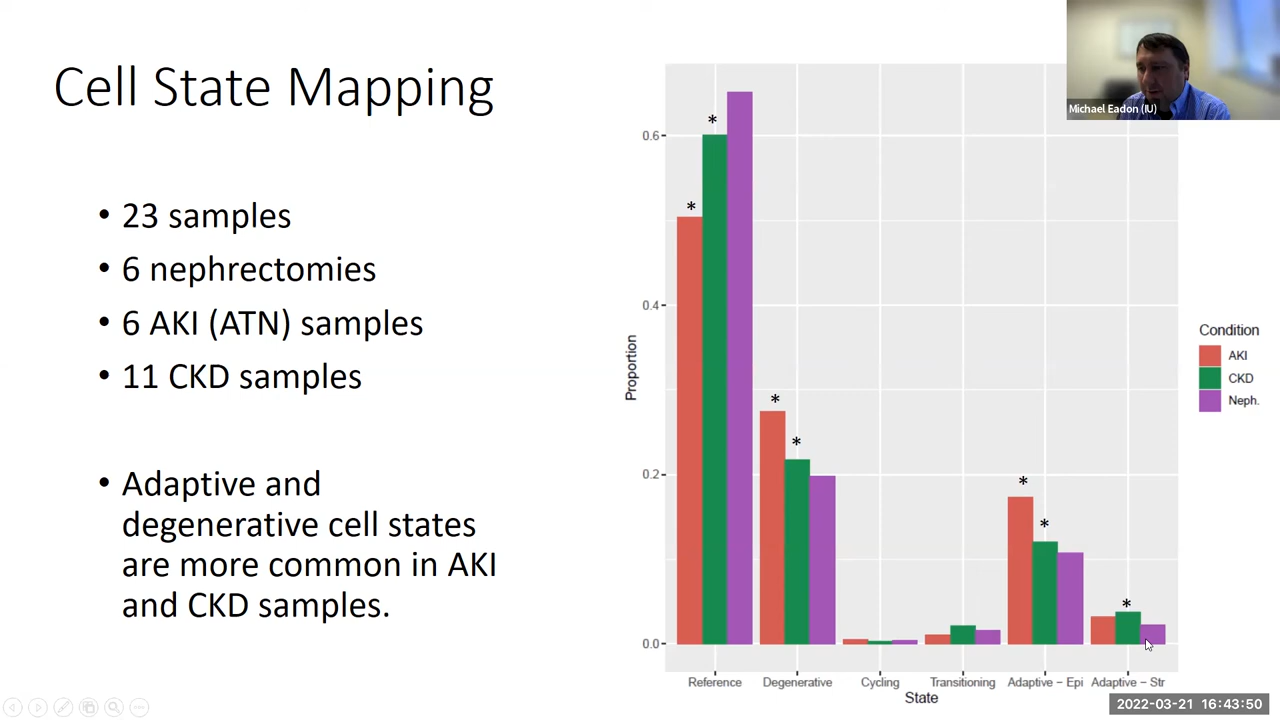 Cell State Mapping
• 23 samples
• 6 nephrectomies
• 6 AKI (ATN) samples
• 11 CKD samples
• Adaptive and
degenerative cell states
are more common in AKI
and CKD samples.
Michael Eadon (IU)
0.6
0.4
0.2
0.0
Proportion
*
*
*
*
*
*
*
Reference Degenerative Cycling Transitioning Adaptive - Epi Adaptive - Str
State
Condition
AKI
CKD
Neph.
2022-03-21 16:43:50